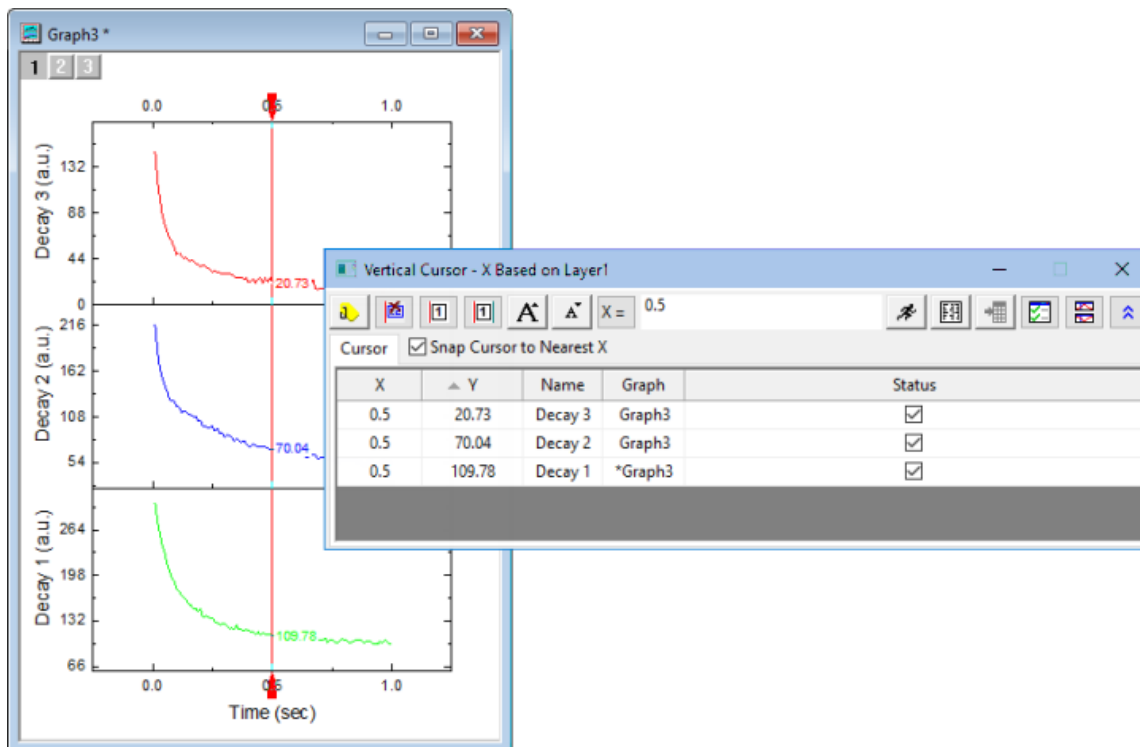 Graph3 *
1 2 3
0.0 0.5 1.0
Decay 3 (a.u.)
132
88
44
0
20.73
Decay 2 (a.u.)
216
162
108
54
70.04
Decay 1 (a.u.)
264
198
132
66
109.78
0.0 0.5 1.0
Time (sec)
Vertical Cursor - X Based on Layer1
1 1 A A X = 0.5
Cursor Snap Cursor to Nearest X
X Y Name Graph Status
0.5 20.73 Decay 3 Graph3
0.5 70.04 Decay 2 Graph3
0.5 109.78 Decay 1 *Graph3